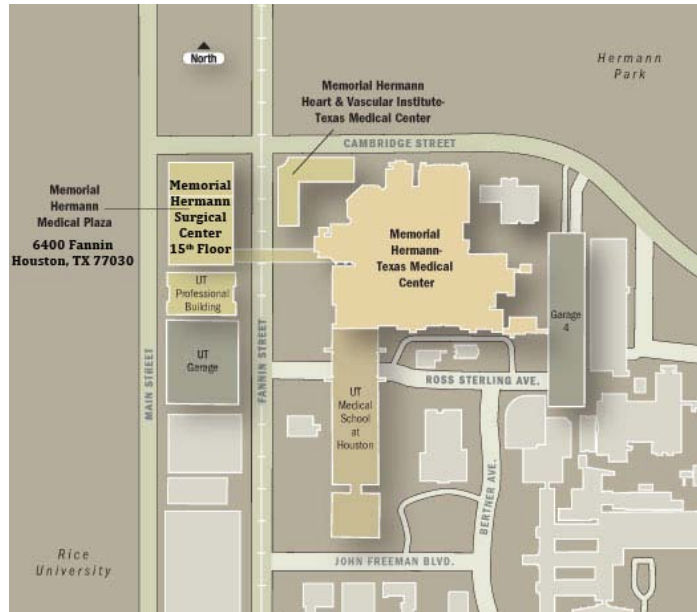 North
Hermann
Park
Memorial Hermann
Heart & Vascular Institute-
Texas Medical Center
CAMBRIDGE STREET
Memorial
Hermann
Medical Plaza
6400 Fannin
Houston, TX 77030
Memorial
Hermann
Surgical
Center
15th Floor
Memorial
Hermann-
Texas Medical
Center
UT
Professional
Building
UT
Garage
Garage
4
MAIN STREET
FANNIN STREET
ROSS STERLING AVE.
UT
Medical
School
at
Houston
BERTNER AVE.
JOHN FREEMAN BLVD.
Rice
University